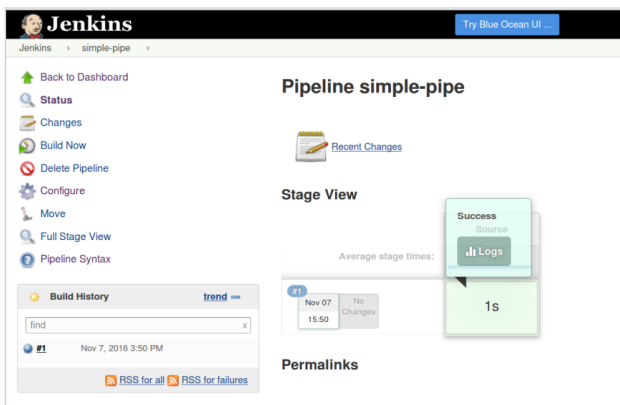 Jenkins
Try Blue Ocean UI ...
Jenkins simple-pipe
Back to Dashboard
Status
Changes
Build Now
Delete Pipeline
Configure
Move
Full Stage View
Pipeline Syntax
Build History trend
find x
#1 Nov 7, 2016 3:50 PM
RSS for all RSS for failures
Pipeline simple-pipe
Recent Changes
Stage View
Success
Source
Logs
Average stage times:
#1
Nov 07
15:50
No
Changes
1s
Permalinks